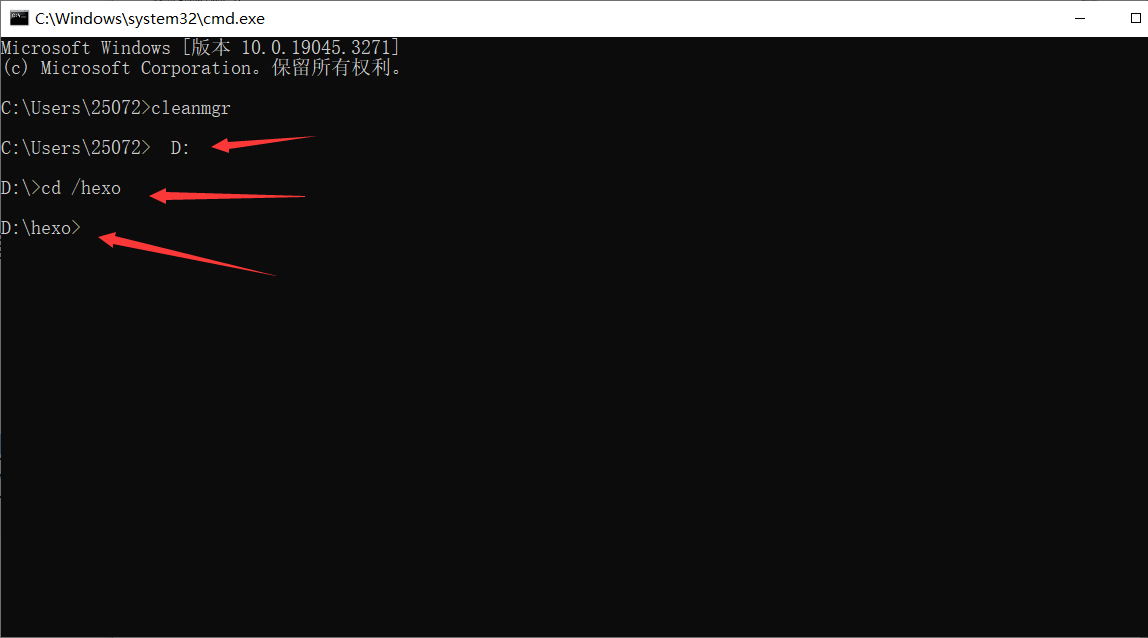 C:\Windows\system32\cmd.exe
Microsoft Windows [版本 10.0.19045.3271]
(c) Microsoft Corporation。保留所有权利。
C:\Users\25072>cleanmgr
C:\Users\25072>  D:
D:\>cd /hexo
D:\hexo>